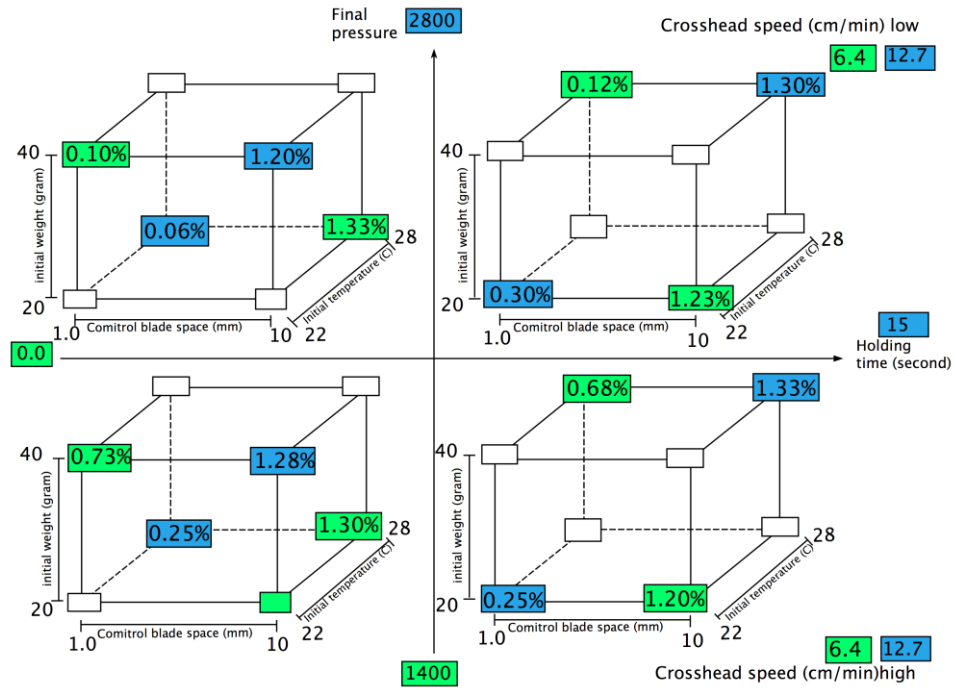 Final
pressure
2800
Crosshead speed (cm/min) low
6.4
12.7
0.10%
1.20%
0.06%
1.33%
40
20
initial weight (gram)
1.0
Comitrol blade space (mm)
10
22
Initial temperature (C)
28
0.12%
1.30%
0.30%
1.23%
40
20
initial weight (gram)
1.0
Comitrol blade space (mm)
10
22
Initial temperature (C)
28
0.0
15
Holding
time (second)
0.73%
1.28%
0.25%
1.30%
40
20
initial weight (gram)
1.0
Comitrol blade space (mm)
10
22
Initial temperature (C)
28
0.68%
1.33%
0.25%
1.20%
40
20
initial weight (gram)
1.0
Comitrol blade space (mm)
10
22
Initial temperature (C)
28
1400
6.4
12.7
Crosshead speed (cm/min)high